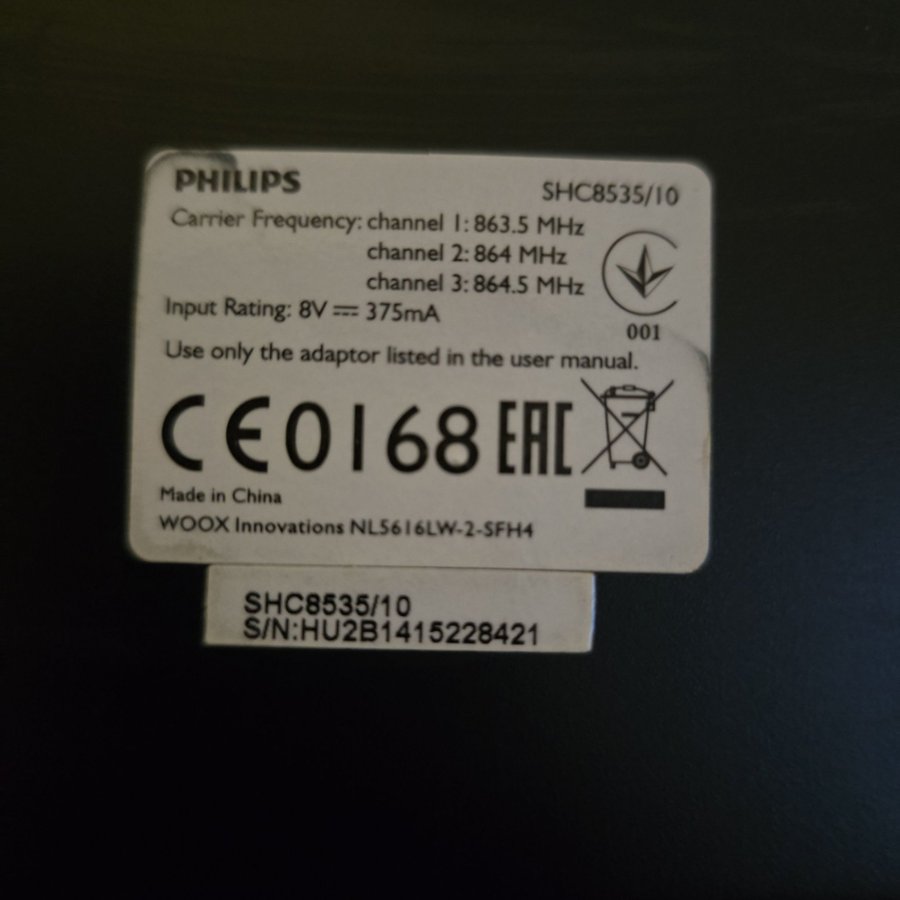 PHILIPS SHC8535/10
Carrier Frequency: channel 1: 863.5 MHz
channel 2: 864 MHz
channel 3: 864.5 MHz
Input Rating: 8V ⎓ 375mA
001
Use only the adaptor listed in the user manual.
CE0168 EAC
Made in China
WOOX Innovations NL5616LW-2-SFH4
SHC8535/10
S/N:HU2B1415228421